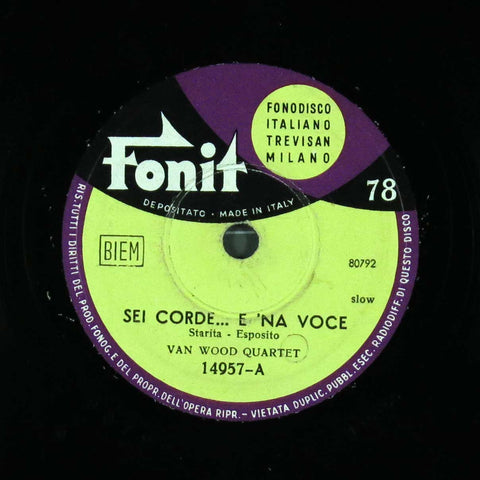 Fonit
FONODISCO
ITALIANO
TREVISAN
MILANO
DEPOSITATO • MADE IN ITALY
78
BIEM
80792
slow
SEI CORDE... E 'NA VOCE
Starita - Esposito
VAN WOOD QUARTET
14957-A
RIS. TUTTI I DIRITTI DEL PROD. FONOG. E DEL PROPR. DELL'OPERA RIPR. - VIETATA DUPLIC. PUBBL. ESEC. RADIODIFF. DI QUESTO DISCO